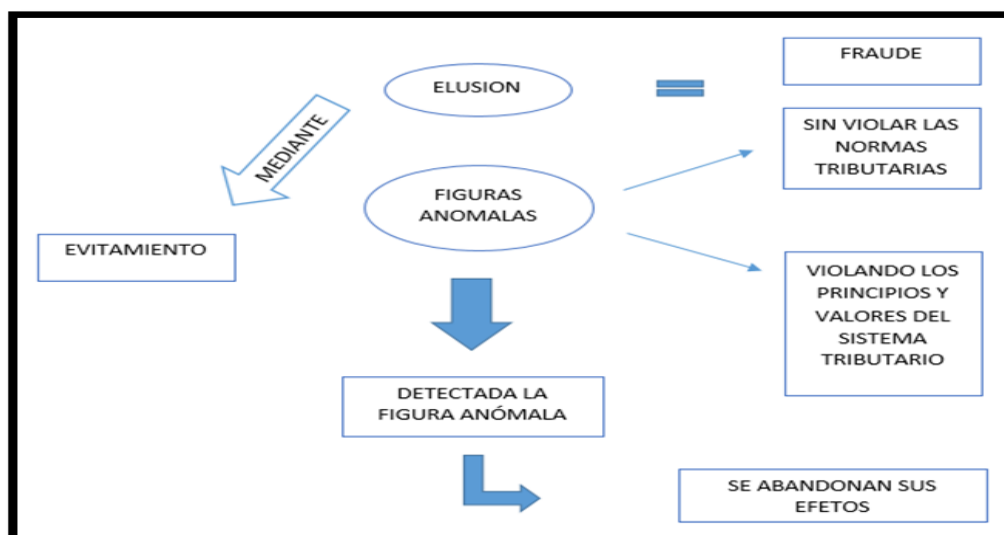 ELUSION
FRAUDE
MEDIANTE
SIN VIOLAR LAS
NORMAS
TRIBUTARIAS
FIGURAS
ANOMALAS
EVITAMIENTO
VIOLANDO LOS
PRINCIPIOS Y
VALORES DEL
SISTEMA
TRIBUTARIO
DETECTADA LA
FIGURA ANÓMALA
SE ABANDONAN SUS
EFETOS